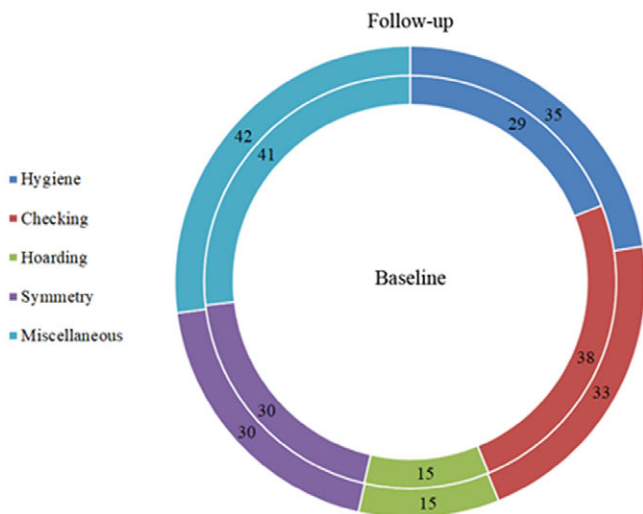 Follow-up
42
35
41
29
Hygiene
Checking
Hoarding
Symmetry
Miscellaneous
Baseline
38
33
30
30
15
15